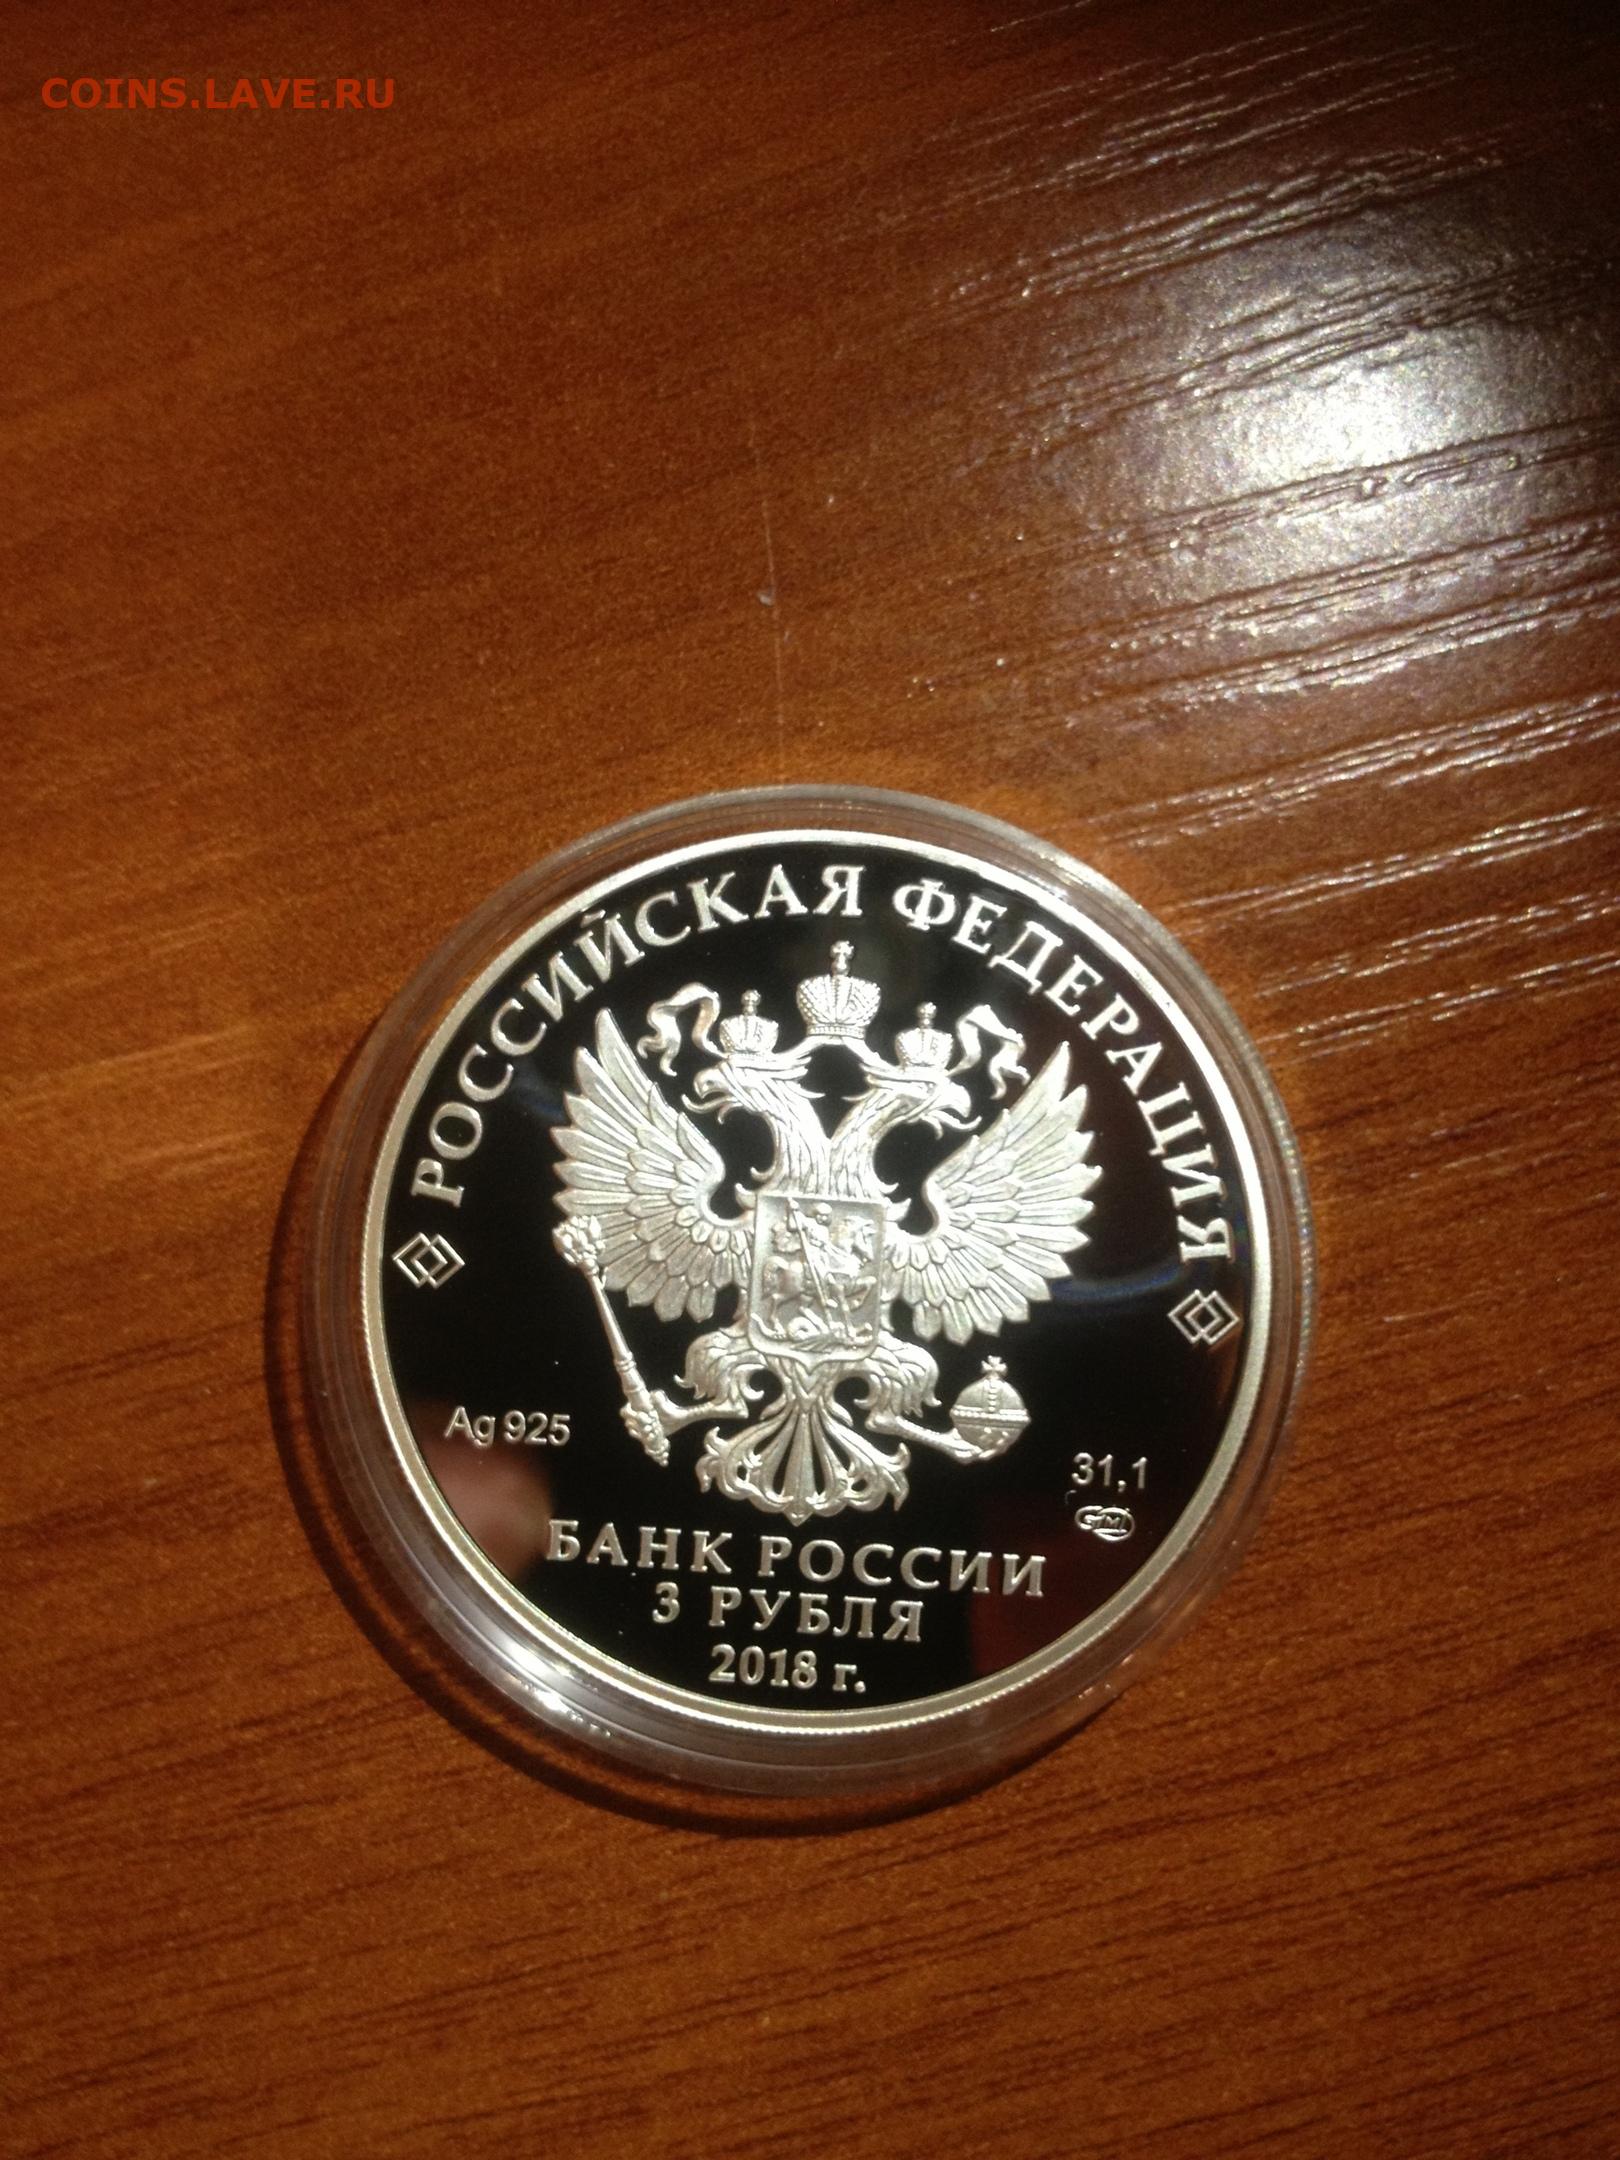 COINS.LAVE.RU
РОССИЙСКАЯ ФЕДЕРАЦИЯ
Ag 925
31,1
БАНК РОССИИ
3 РУБЛЯ
2018 г.